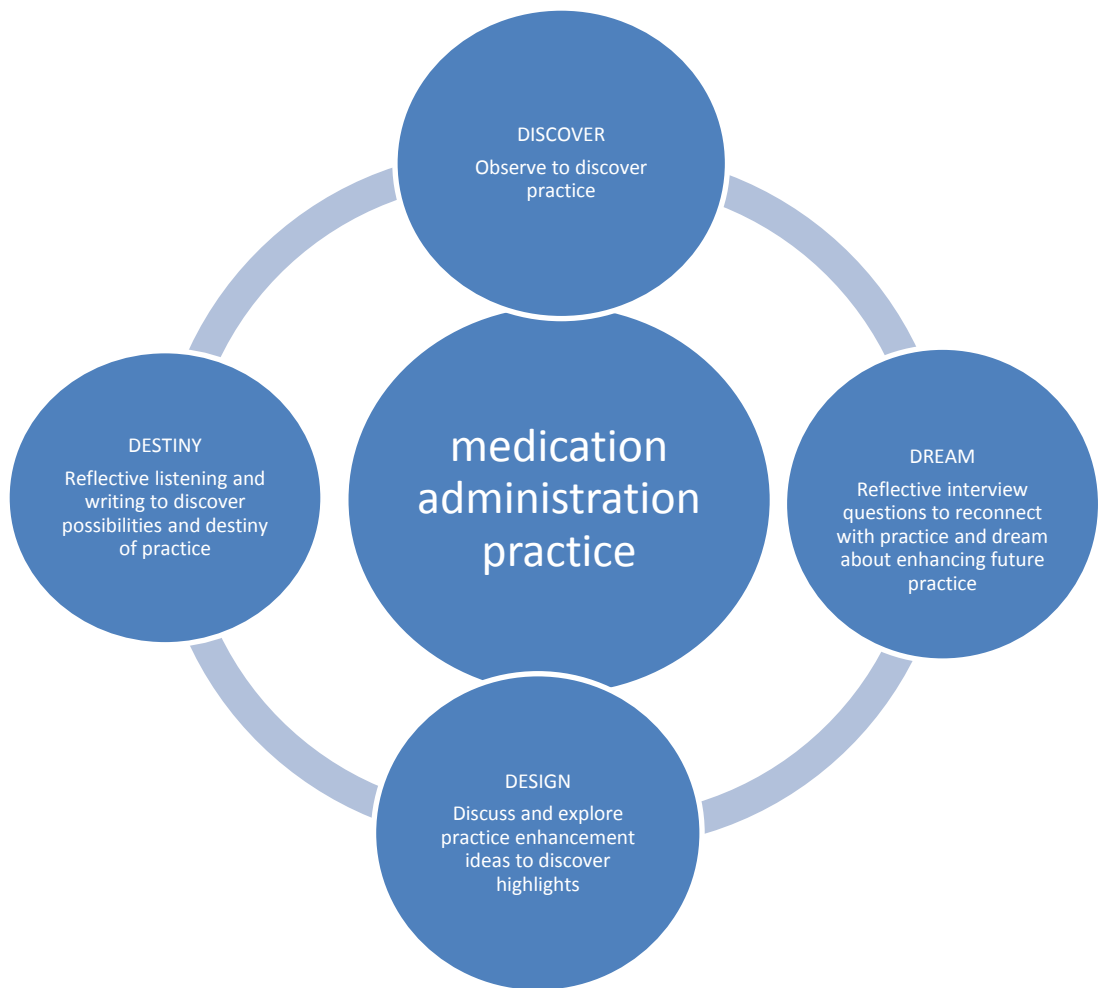 DISCOVER
Observe to discover
practice
DREAM
Reflective interview
questions to reconnect
with practice and dream
about enhancing future
practice
DESIGN
Discuss and explore
practice enhancement
ideas to discover
highlights
DESTINY
Reflective listening and
writing to discover
possibilities and destiny
of practice
medication
administration
practice